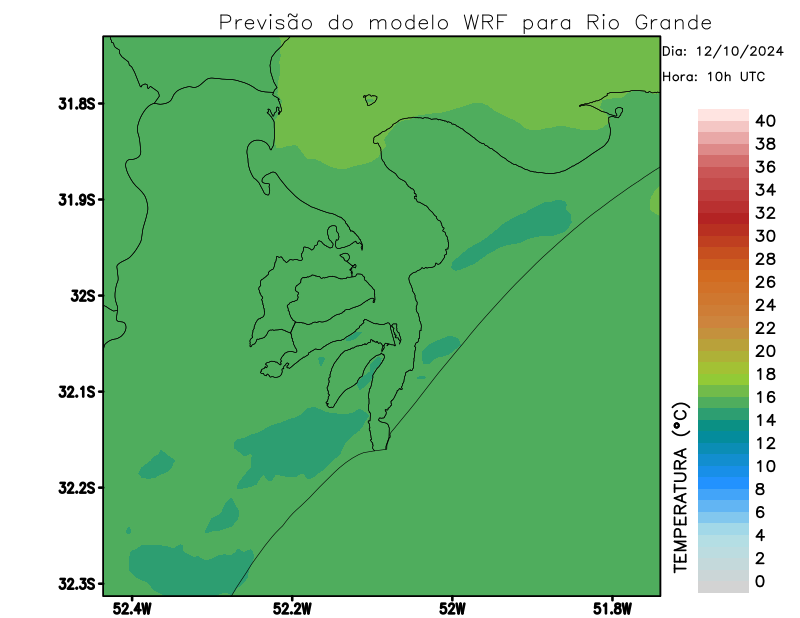 Previsão do modelo WRF para Rio Grande
Dia: 12/10/2024
Hora: 10h UTC
31.8S
31.9S
32S
32.1S
32.2S
32.3S
52.4W 52.2W 52W 51.8W
TEMPERATURA (°C)
40
38
36
34
32
30
28
26
24
22
20
18
16
14
12
10
8
6
4
2
0